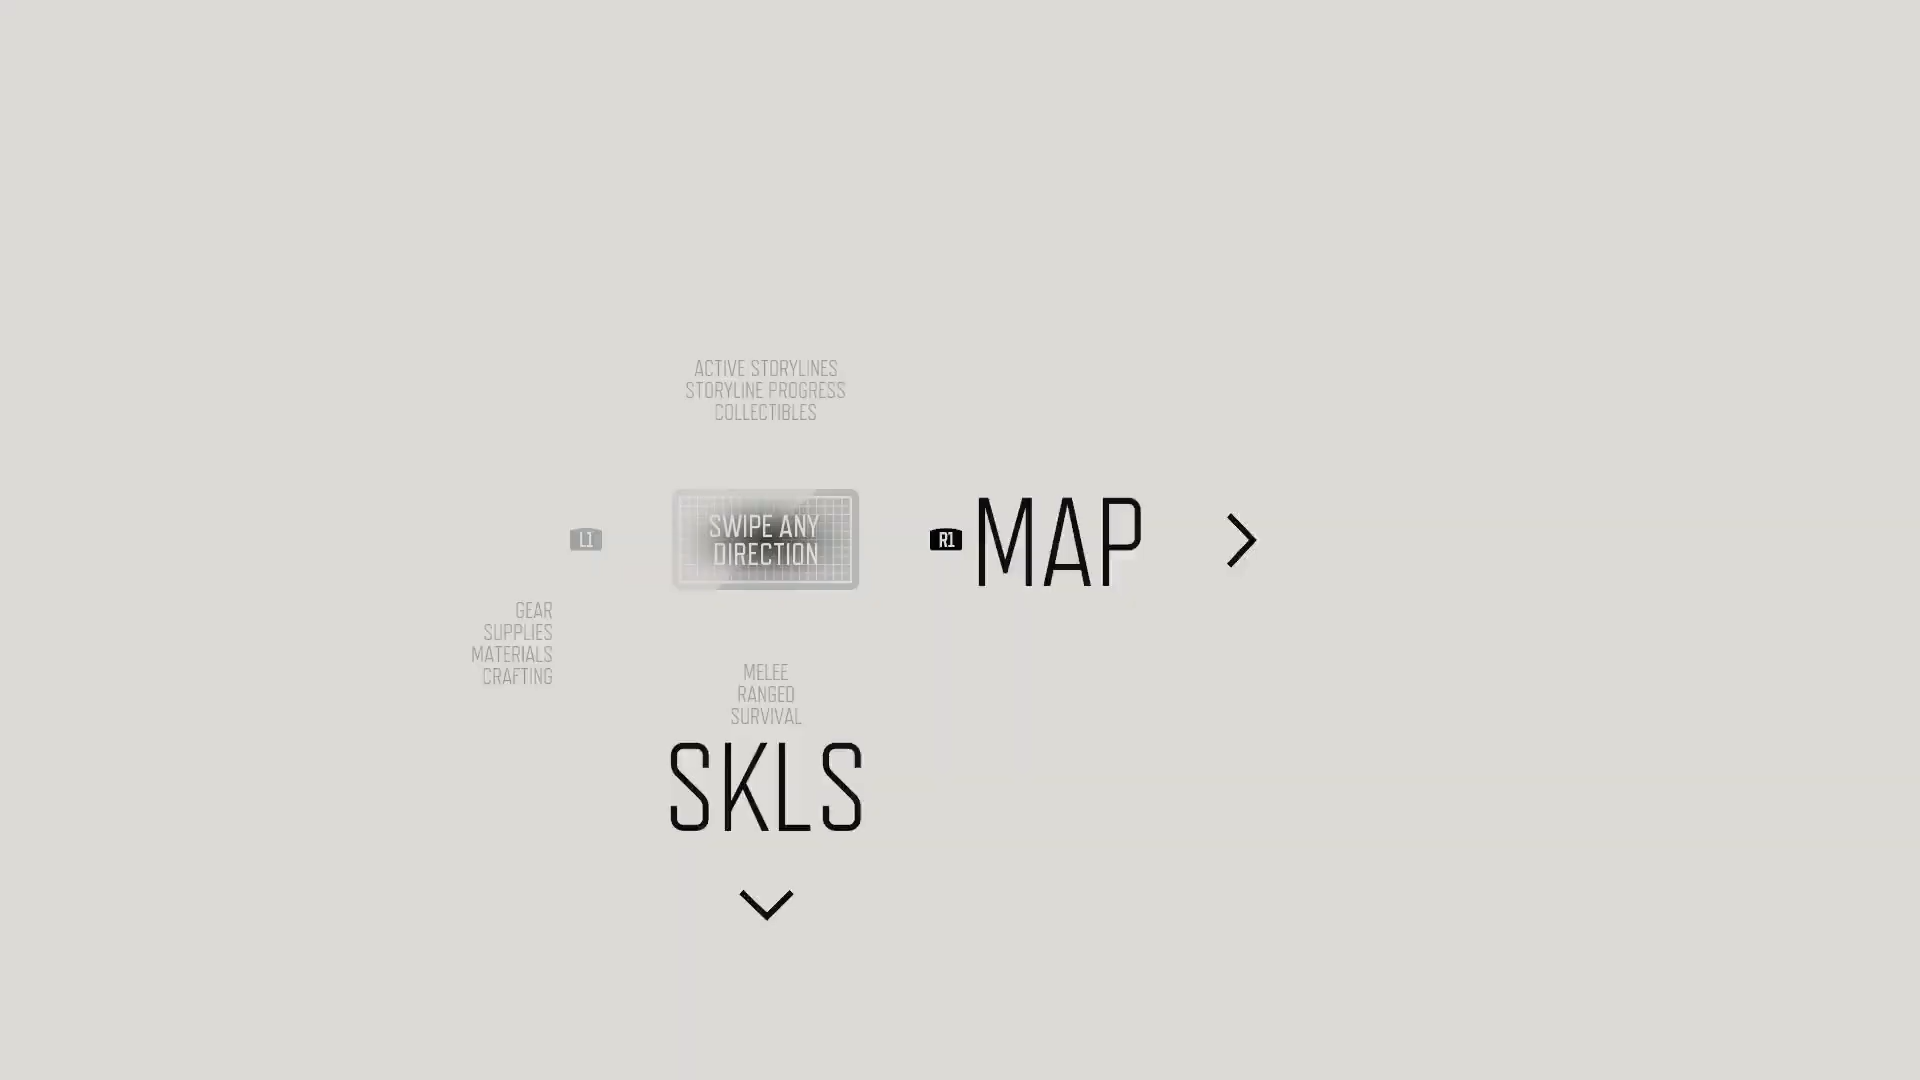 ACTIVE STORYLINES
STORYLINE PROGRESS
COLLECTIBLES
L1
SWIPE ANY
DIRECTION
R1 MAP
GEAR
SUPPLIES
MATERIALS
CRAFTING
MELEE
RANGED
SURVIVAL
SKLS